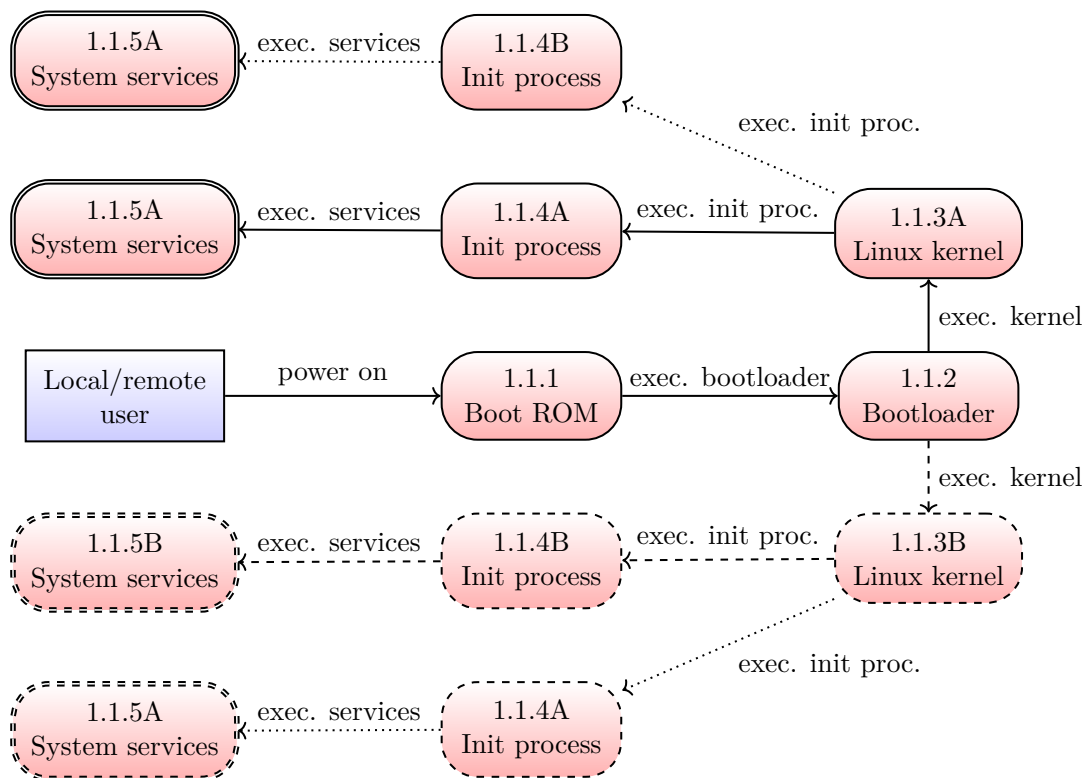 1.1.5A
System services
exec. services
1.1.4B
Init process
exec. init proc.
1.1.5A
System services
exec. services
1.1.4A
Init process
exec. init proc.
1.1.3A
Linux kernel
exec. kernel
Local/remote
user
power on
1.1.1
Boot ROM
exec. bootloader
1.1.2
Bootloader
exec. kernel
1.1.5B
System services
exec. services
1.1.4B
Init process
exec. init proc.
1.1.3B
Linux kernel
exec. init proc.
1.1.5A
System services
exec. services
1.1.4A
Init process